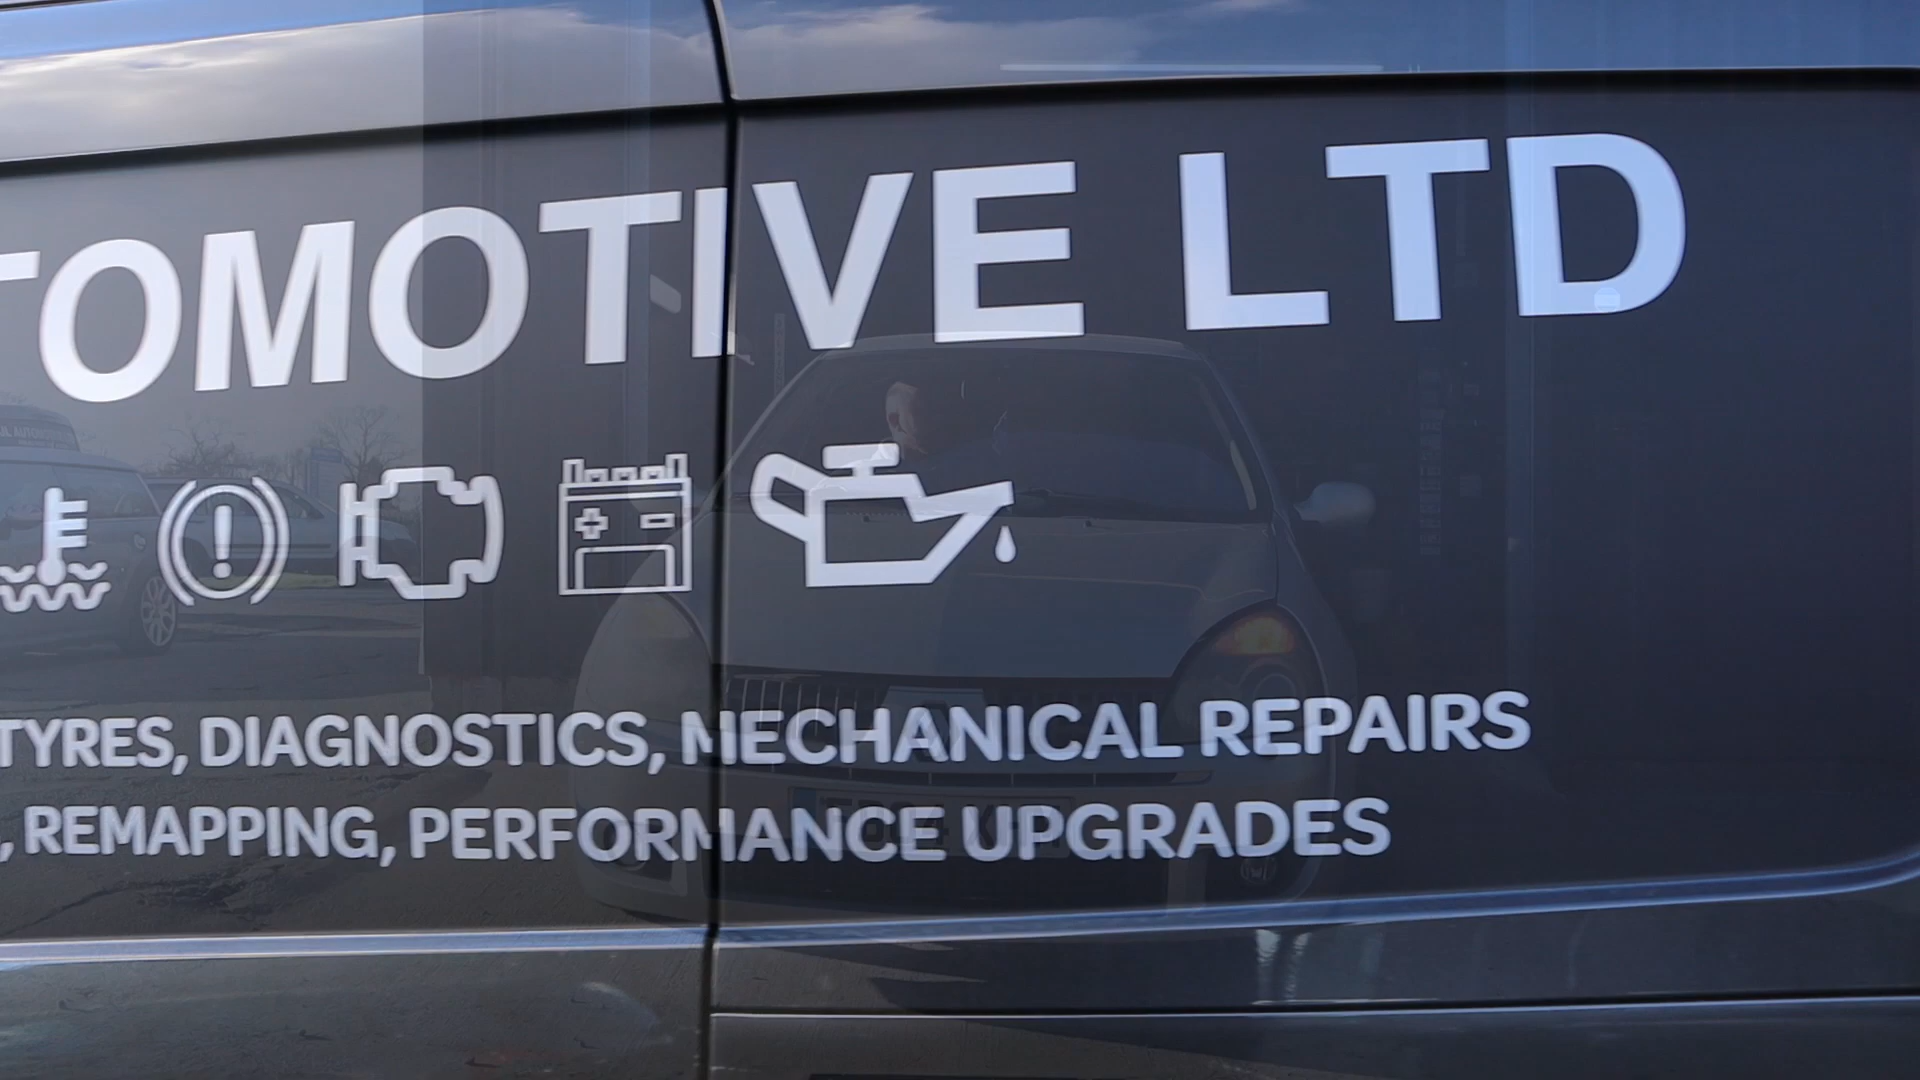 TOMOTIVE LTD
TYRES, DIAGNOSTICS, MECHANICAL REPAIRS
, REMAPPING, PERFORMANCE UPGRADES